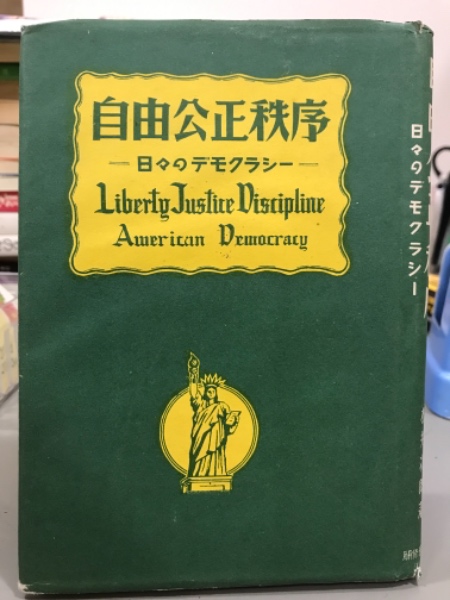 自由公正秩序
日々のデモクラシー
Liberty Justice Discipline
American Democracy
日々のデモクラシー